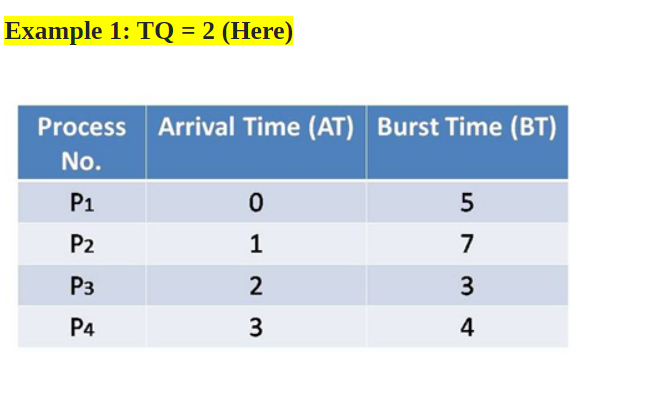 Example 1: TQ = 2 (Here)
Process No. Arrival Time (AT) Burst Time (BT)
P1 0 5
P2 1 7
P3 2 3
P4 3 4